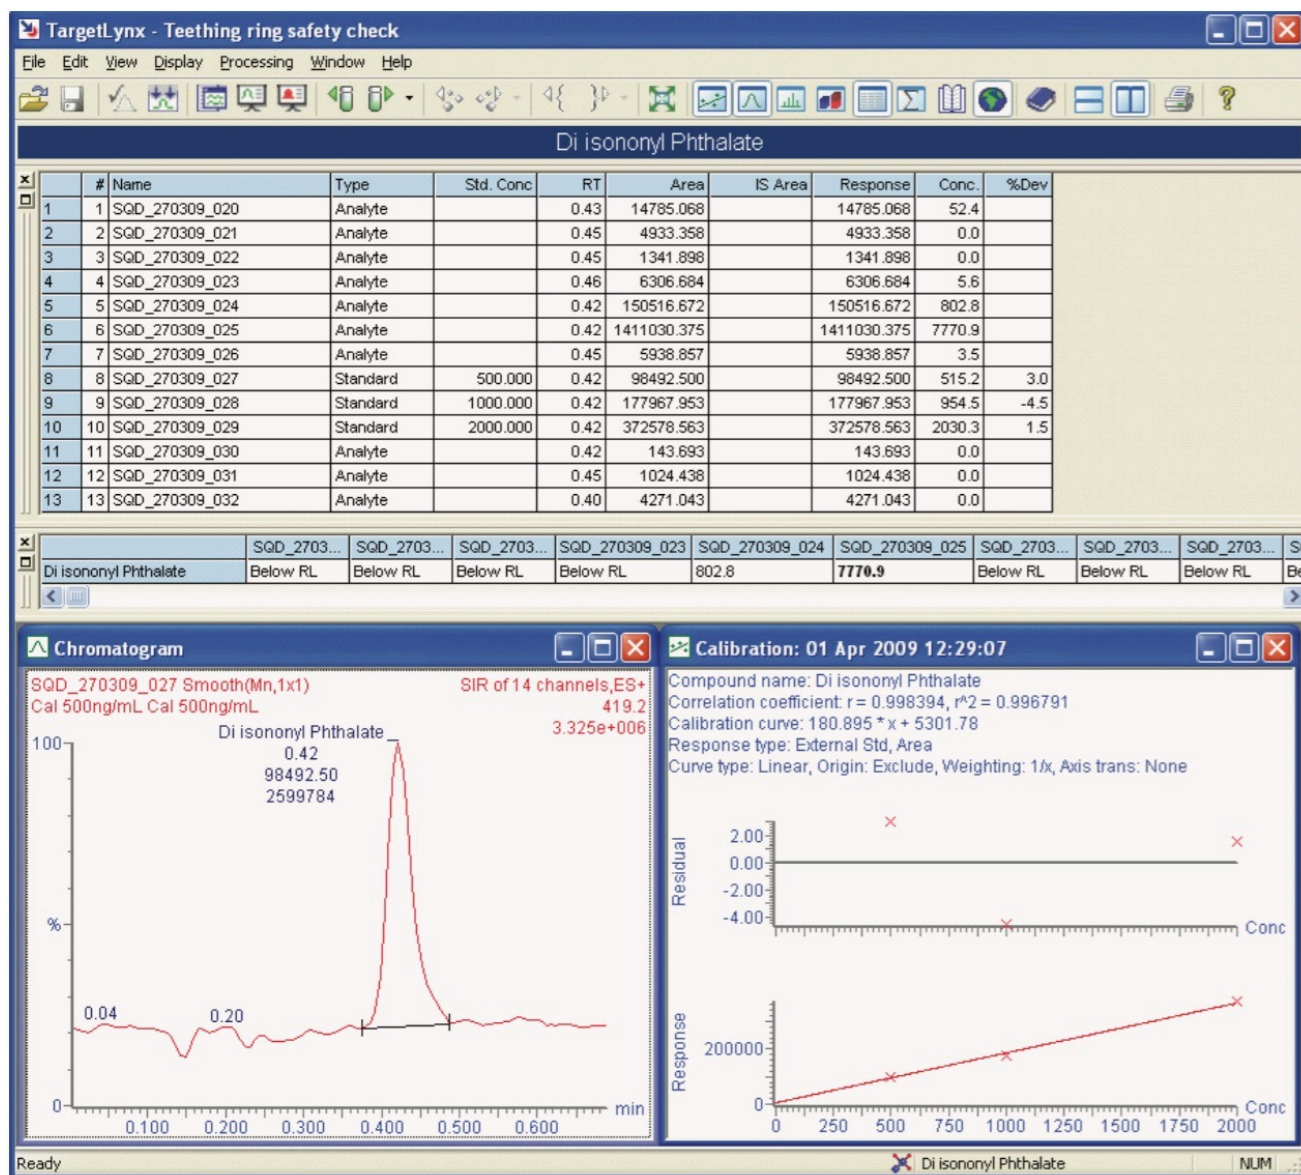 TargetLynx - Teething ring safety check
File Edit View Display Processing Window Help
Di isononyl Phthalate
# Name Type Std. Conc RT Area IS Area Response Conc. %Dev
1 1 SQD_270309_020 Analyte 0.43 14785.068 14785.068 52.4
2 2 SQD_270309_021 Analyte 0.45 4933.358 4933.358 0.0
3 3 SQD_270309_022 Analyte 0.45 1341.898 1341.898 0.0
4 4 SQD_270309_023 Analyte 0.46 6306.684 6306.684 5.6
5 5 SQD_270309_024 Analyte 0.42 150516.672 150516.672 802.8
6 6 SQD_270309_025 Analyte 0.42 1411030.375 1411030.375 7770.9
7 7 SQD_270309_026 Analyte 0.45 5938.857 5938.857 3.5
8 8 SQD_270309_027 Standard 500.000 0.42 98492.500 98492.500 515.2 3.0
9 9 SQD_270309_028 Standard 1000.000 0.42 177967.953 177967.953 954.5 -4.5
10 10 SQD_270309_029 Standard 2000.000 0.42 372578.563 372578.563 2030.3 1.5
11 11 SQD_270309_030 Analyte 0.42 143.693 143.693 0.0
12 12 SQD_270309_031 Analyte 0.45 1024.438 1024.438 0.0
13 13 SQD_270309_032 Analyte 0.40 4271.043 4271.043 0.0
SQD_2703... SQD_2703... SQD_2703... SQD_270309_023 SQD_270309_024 SQD_270309_025 SQD_2703... SQD_2703... SQD_2703... S
Di isononyl Phthalate Below RL Below RL Below RL Below RL 802.8 7770.9 Below RL Below RL Below RL Be
Chromatogram
SQD_270309_027 Smooth(Mn,1x1) SIR of 14 channels,ES+
Cal 500ng/mL Cal 500ng/mL 419.2
3.325e+006
Di isononyl Phthalate
0.42
98492.50
2599784
100
%
0.04 0.20
0
min
0.100 0.200 0.300 0.400 0.500 0.600
Calibration: 01 Apr 2009 12:29:07
Compound name: Di isononyl Phthalate
Correlation coefficient: r = 0.998394, r^2 = 0.996791
Calibration curve: 180.895 * x + 5301.78
Response type: External Std, Area
Curve type: Linear, Origin: Exclude, Weighting: 1/x, Axis trans: None
Residual
2.00
0.00
-2.00
-4.00
Conc
Response
200000
0
Conc
0 250 500 750 1000 1250 1500 1750 2000
Ready Di isononyl Phthalate NUM